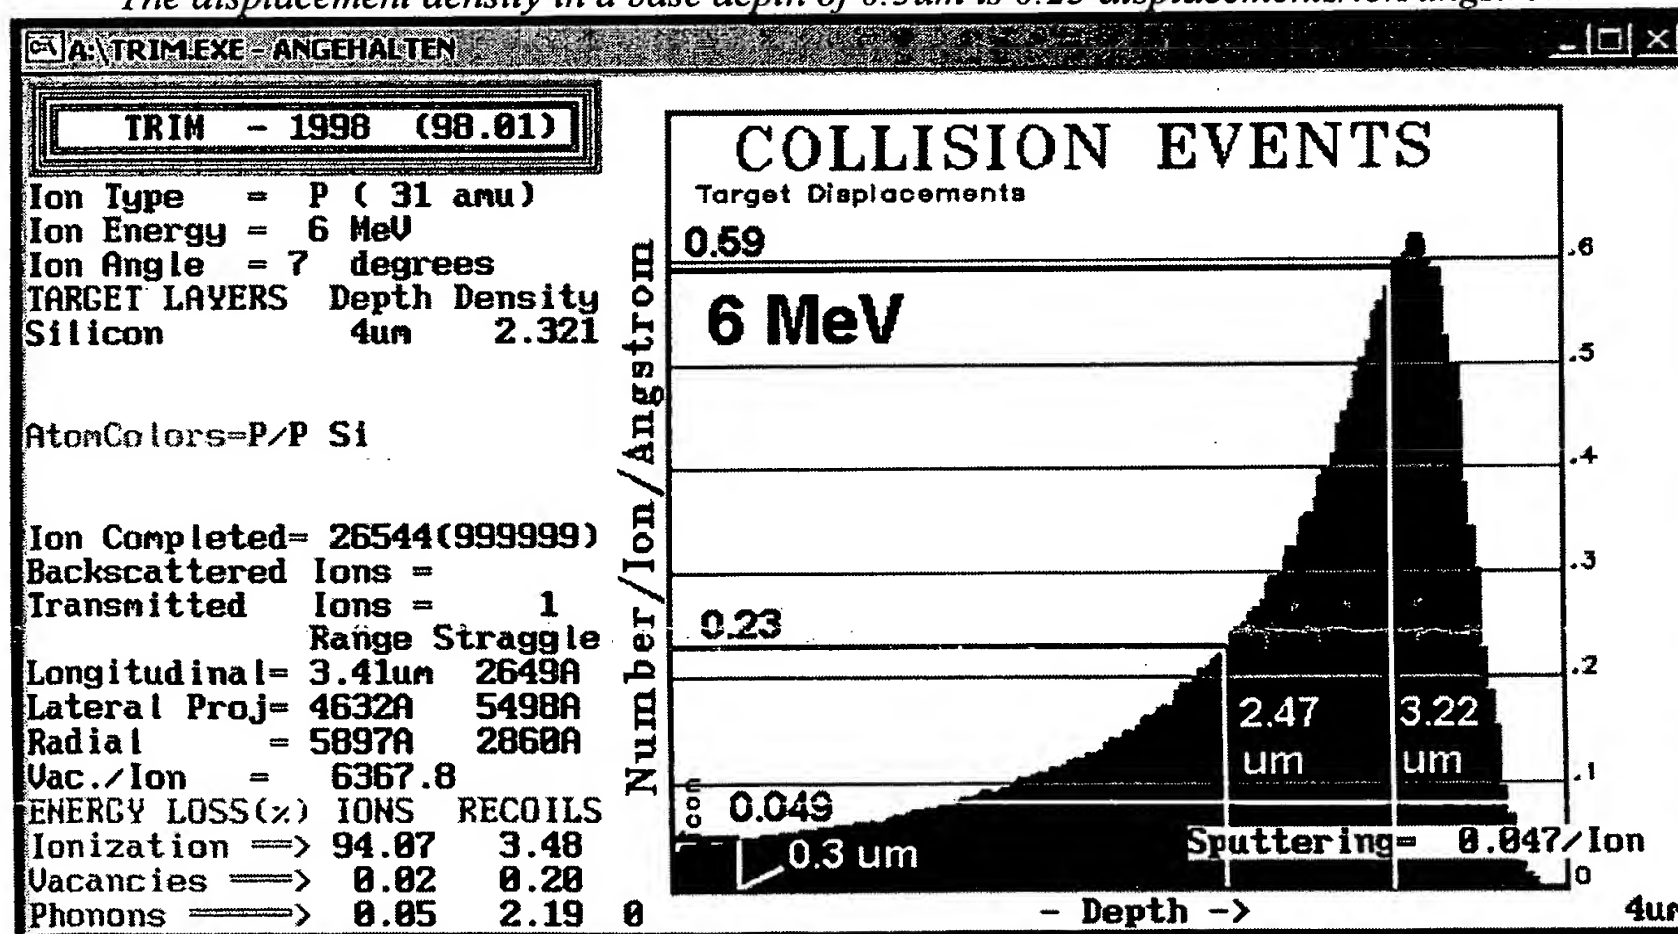 A:\TRIM.EXE - ANGEHALTEN
TRIM - 1998 (98.01)
Ion Type = P ( 31 amu)
Ion Energy = 6 MeV
Ion Angle = 7 degrees
TARGET LAYERS Depth Density
Silicon 4um 2.321
AtomColors=P/P Si
Ion Completed= 26544(999999)
Backscattered Ions =
Transmitted Ions = 1
Range Straggle
Longitudinal= 3.41um 2649A
Lateral Proj= 4632A 5498A
Radial = 5897A 2860A
Vac./Ion = 6367.8
ENERGY LOSS(%) IONS RECOILS
Ionization ==> 94.07 3.48
Vacancies ==> 0.02 0.20
Phonons ===> 0.05 2.19
COLLISION EVENTS
Target Displacements
Number/Ion/Angstrom
0.59
6 MeV
0.23
0.049
0.3 um
2.47
um
3.22
um
.6
.5
.4
.3
.2
.1
0
Sputtering= 0.047/Ion
0
- Depth ->